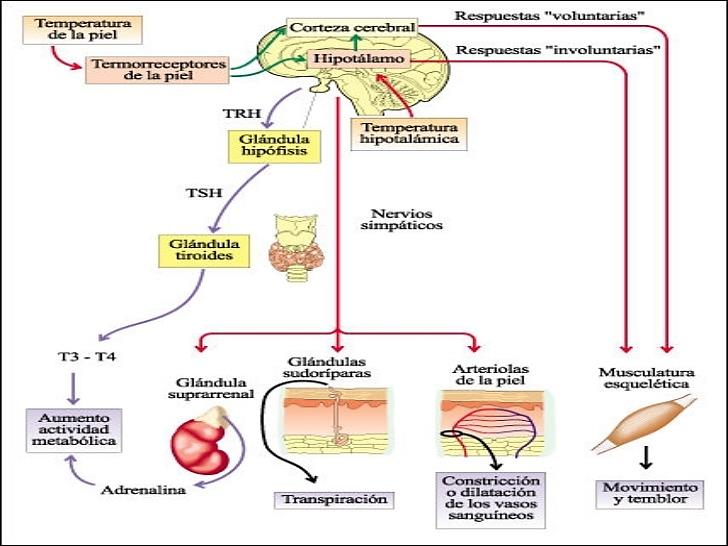 Temperatura
de la piel
Termorreceptores
de la piel
Corteza cerebral
Hipotálamo
Respuestas "voluntarias"
Respuestas "involuntarias"
TRH
Glándula
hipófisis
Temperatura
hipotalámica
TSH
Glándula
tiroides
Nervios
simpáticos
T3 - T4
Aumento
actividad
metabólica
Adrenalina
Glándula
suprarrenal
Glándulas
sudoríparas
Transpiración
Arteriolas
de la piel
Constricción
o dilatación
de los vasos
sanguíneos
Musculatura
esquelética
Movimiento
y temblor